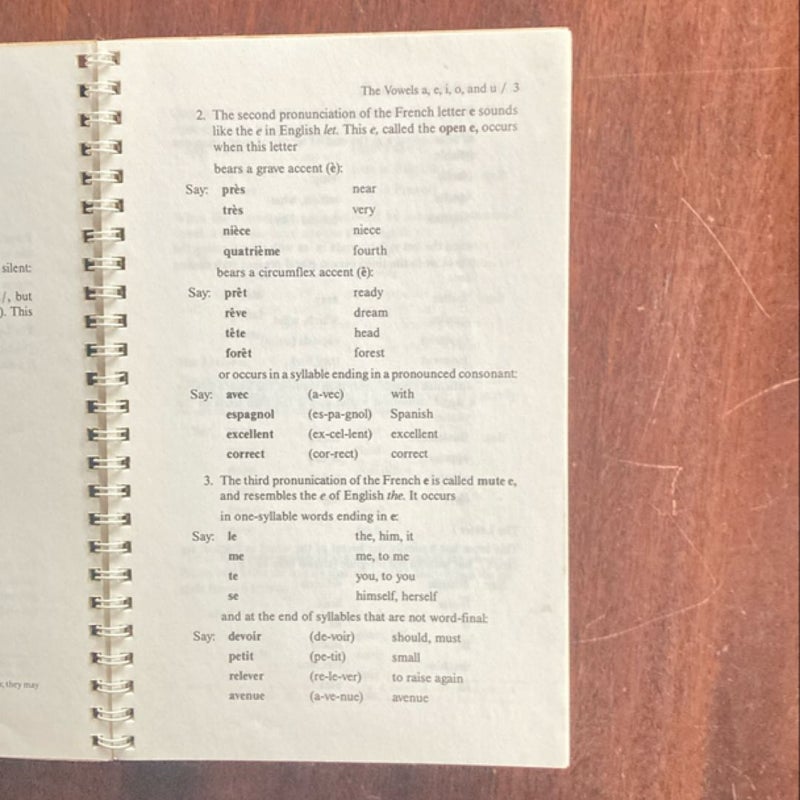 silent:
/, but
). This
they may
The Vowels a, e, i, o, and u / 3
2. The second pronunciation of the French letter e sounds
like the e in English let. This e, called the open e, occurs
when this letter
bears a grave accent (è):
Say: près near
très very
nièce niece
quatrième fourth
bears a circumflex accent (ê):
Say: prêt ready
rêve dream
tête head
forêt forest
or occurs in a syllable ending in a pronounced consonant:
Say: avec (a-vec) with
espagnol (es-pa-gnol) Spanish
excellent (ex-cel-lent) excellent
correct (cor-rect) correct
3. The third pronunication of the French e is called mute e,
and resembles the e of English the. It occurs
in one-syllable words ending in e:
Say: le the, him, it
me me, to me
te you, to you
se himself, herself
and at the end of syllables that are not word-final:
Say: devoir (de-voir) should, must
petit (pe-tit) small
relever (re-le-ver) to raise again
avenue (a-ve-nue) avenue